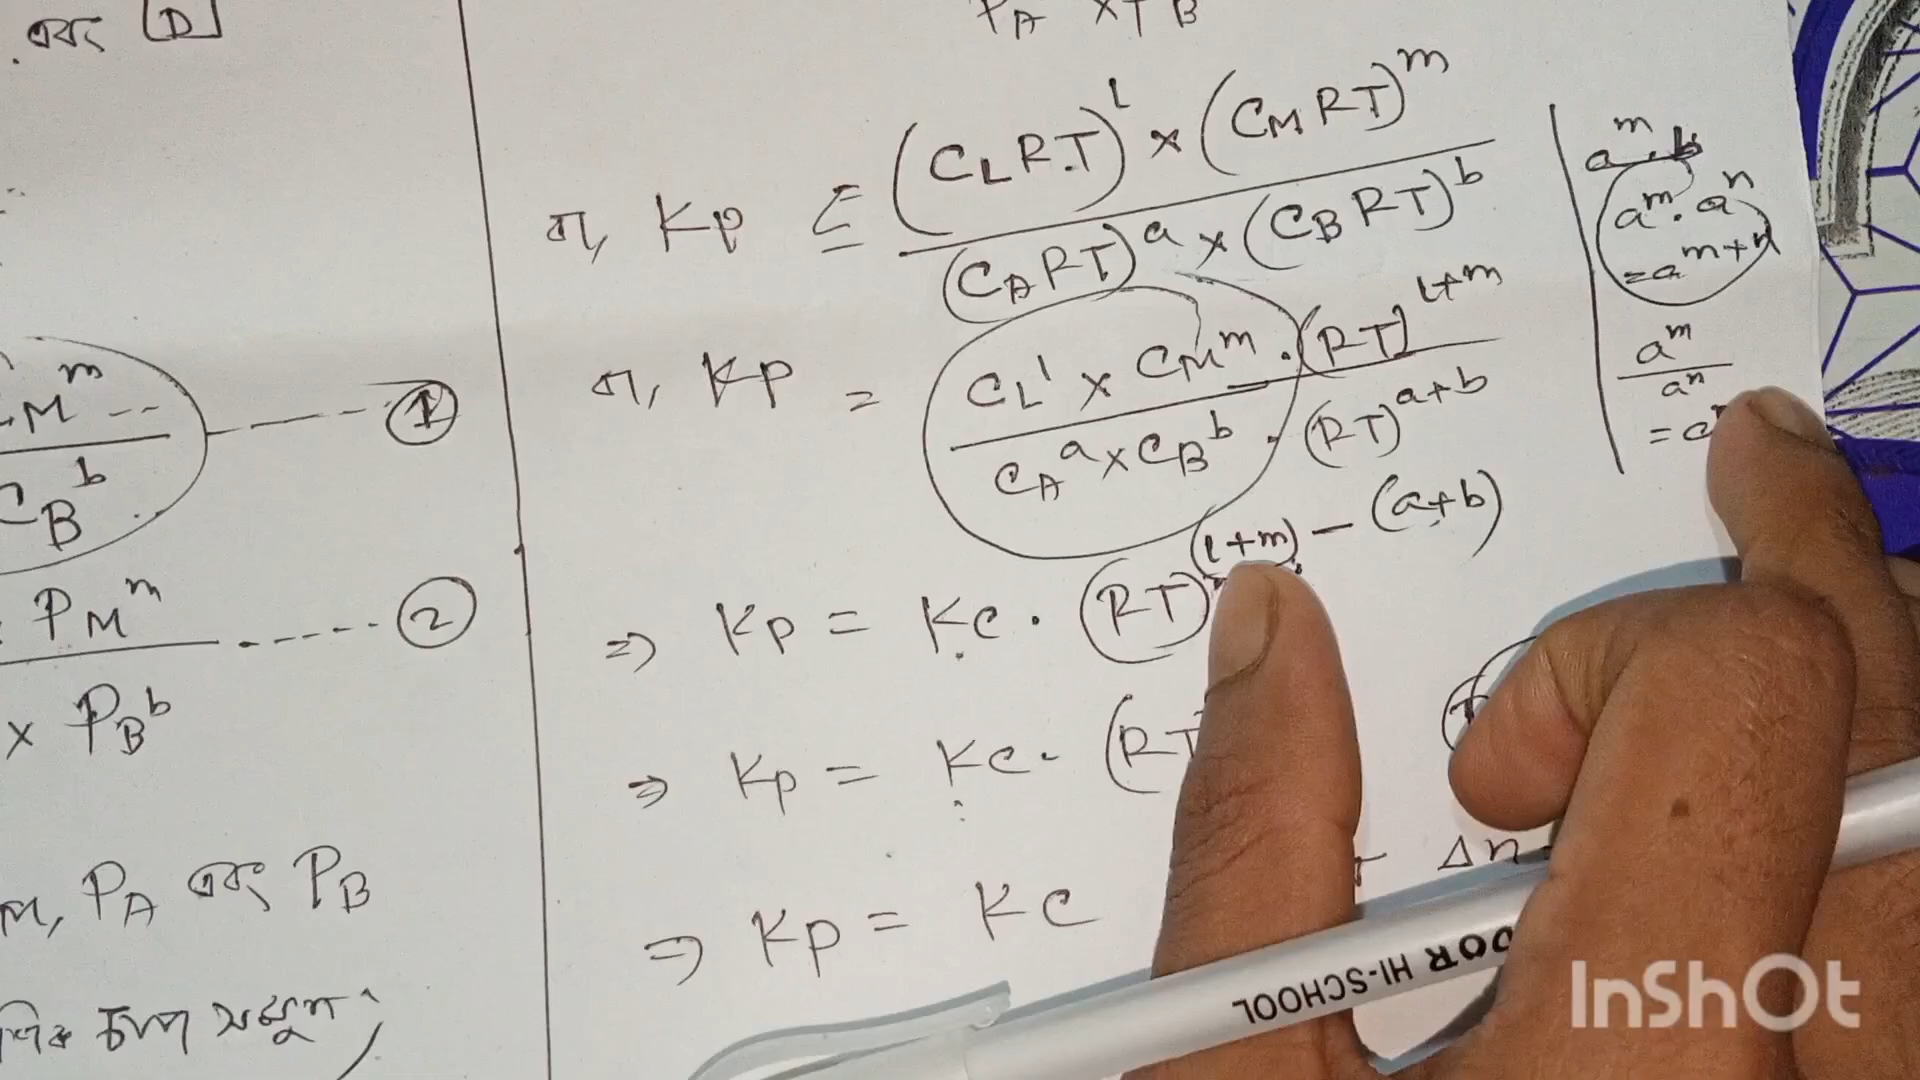 এবং [D]
M^m
C_B^b
①
P_M^m
②
x P_B^b
M, P_A এবং P_B
চাপ
P_A x P_B
বা, Kp = (C_L RT)^l x (C_M RT)^m / (C_A RT)^a x (C_B RT)^b
বা, Kp = C_L^l x C_M^m . (RT)^l+m / C_A^a x C_B^b . (RT)^a+b
⇒ Kp = Kc . (RT)^(l+m) - (a+b)
⇒ Kp = Kc . (RT
⇒ Kp = Kc
Δn
a^m . b
a^m . a^n
= a^m+n
a^m / a^n
= a
DOR HI-SCHOOL
InShOt